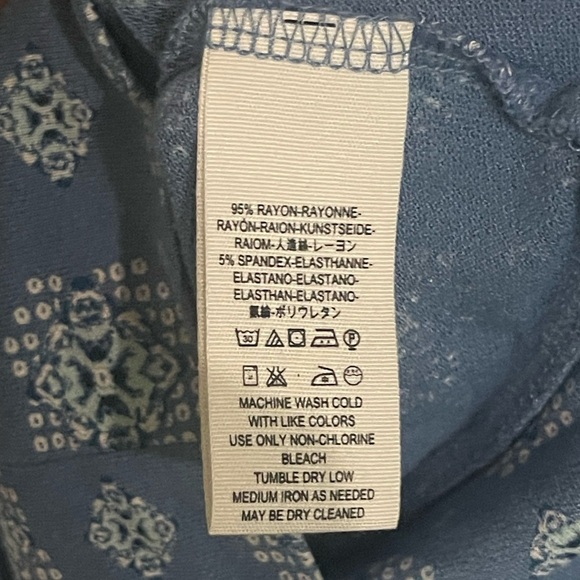 95% RAYON-RAYONNE-
RAYÓN-RAION-KUNSTSEIDE-
RAIOM-人造絲-レーヨン
5% SPANDEX-ELASTHANNE-
ELASTANO-ELASTANO-
ELASTHAN-ELASTANO-
氨綸-ポリウレタン
30 P
MACHINE WASH COLD
WITH LIKE COLORS
USE ONLY NON-CHLORINE
BLEACH
TUMBLE DRY LOW
MEDIUM IRON AS NEEDED
MAY BE DRY CLEANED